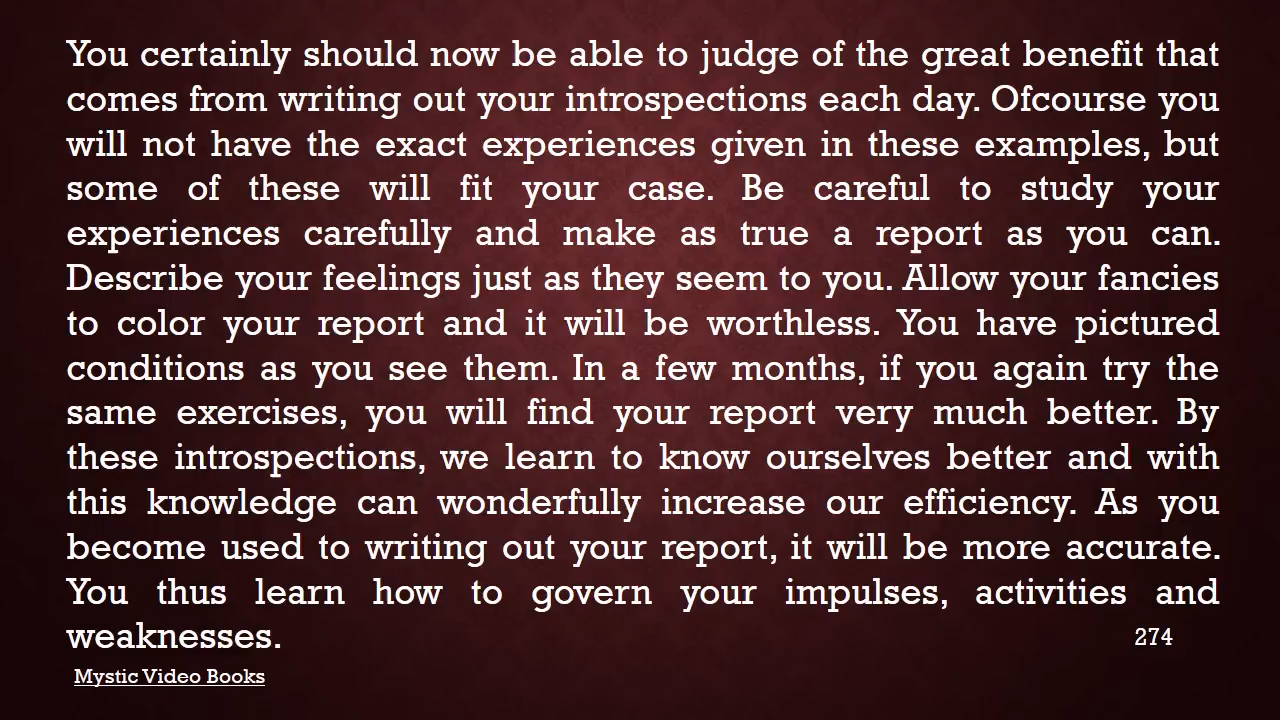 You certainly should now be able to judge of the great benefit that
comes from writing out your introspections each day. Ofcourse you
will not have the exact experiences given in these examples, but
some of these will fit your case. Be careful to study your
experiences carefully and make as true a report as you can.
Describe your feelings just as they seem to you. Allow your fancies
to color your report and it will be worthless. You have pictured
conditions as you see them. In a few months, if you again try the
same exercises, you will find your report very much better. By
these introspections, we learn to know ourselves better and with
this knowledge can wonderfully increase our efficiency. As you
become used to writing out your report, it will be more accurate.
You thus learn how to govern your impulses, activities and
weaknesses.
274
Mystic Video Books